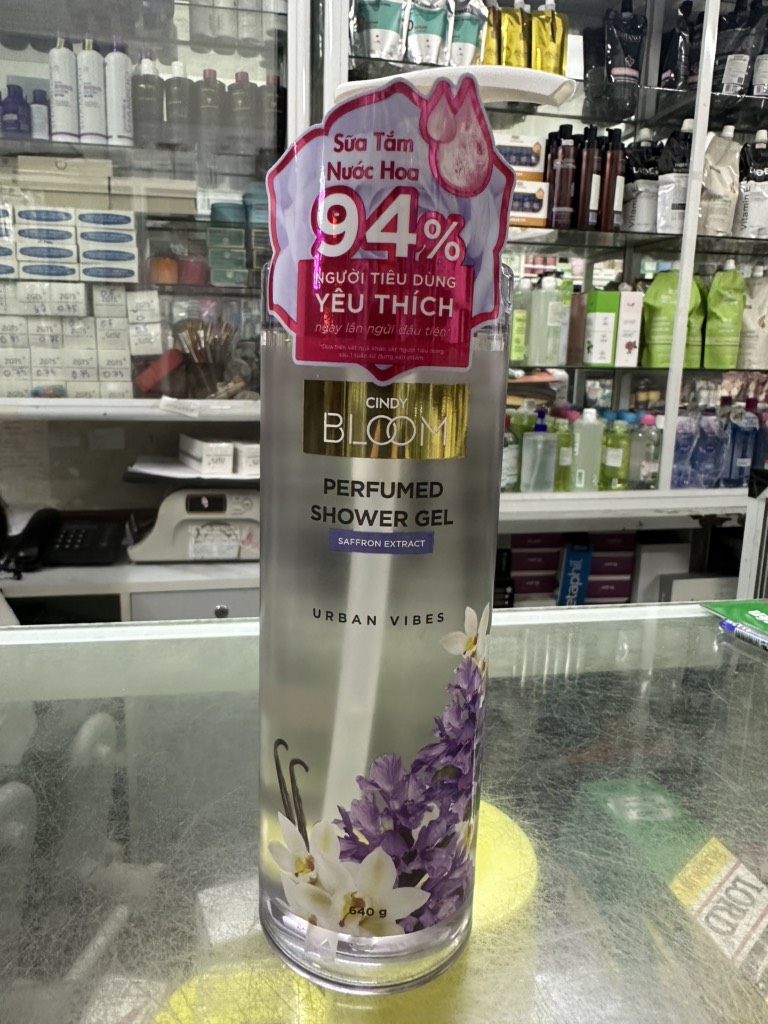 Sữa Tắm
Nước Hoa
94%
NGƯỜI TIÊU DÙNG
YÊU THÍCH
ngay lần ngửi đầu tiên*
CINDY
BLOOM
PERFUMED
SHOWER GEL
SAFFRON EXTRACT
URBAN VIBES
640 g
etaphil